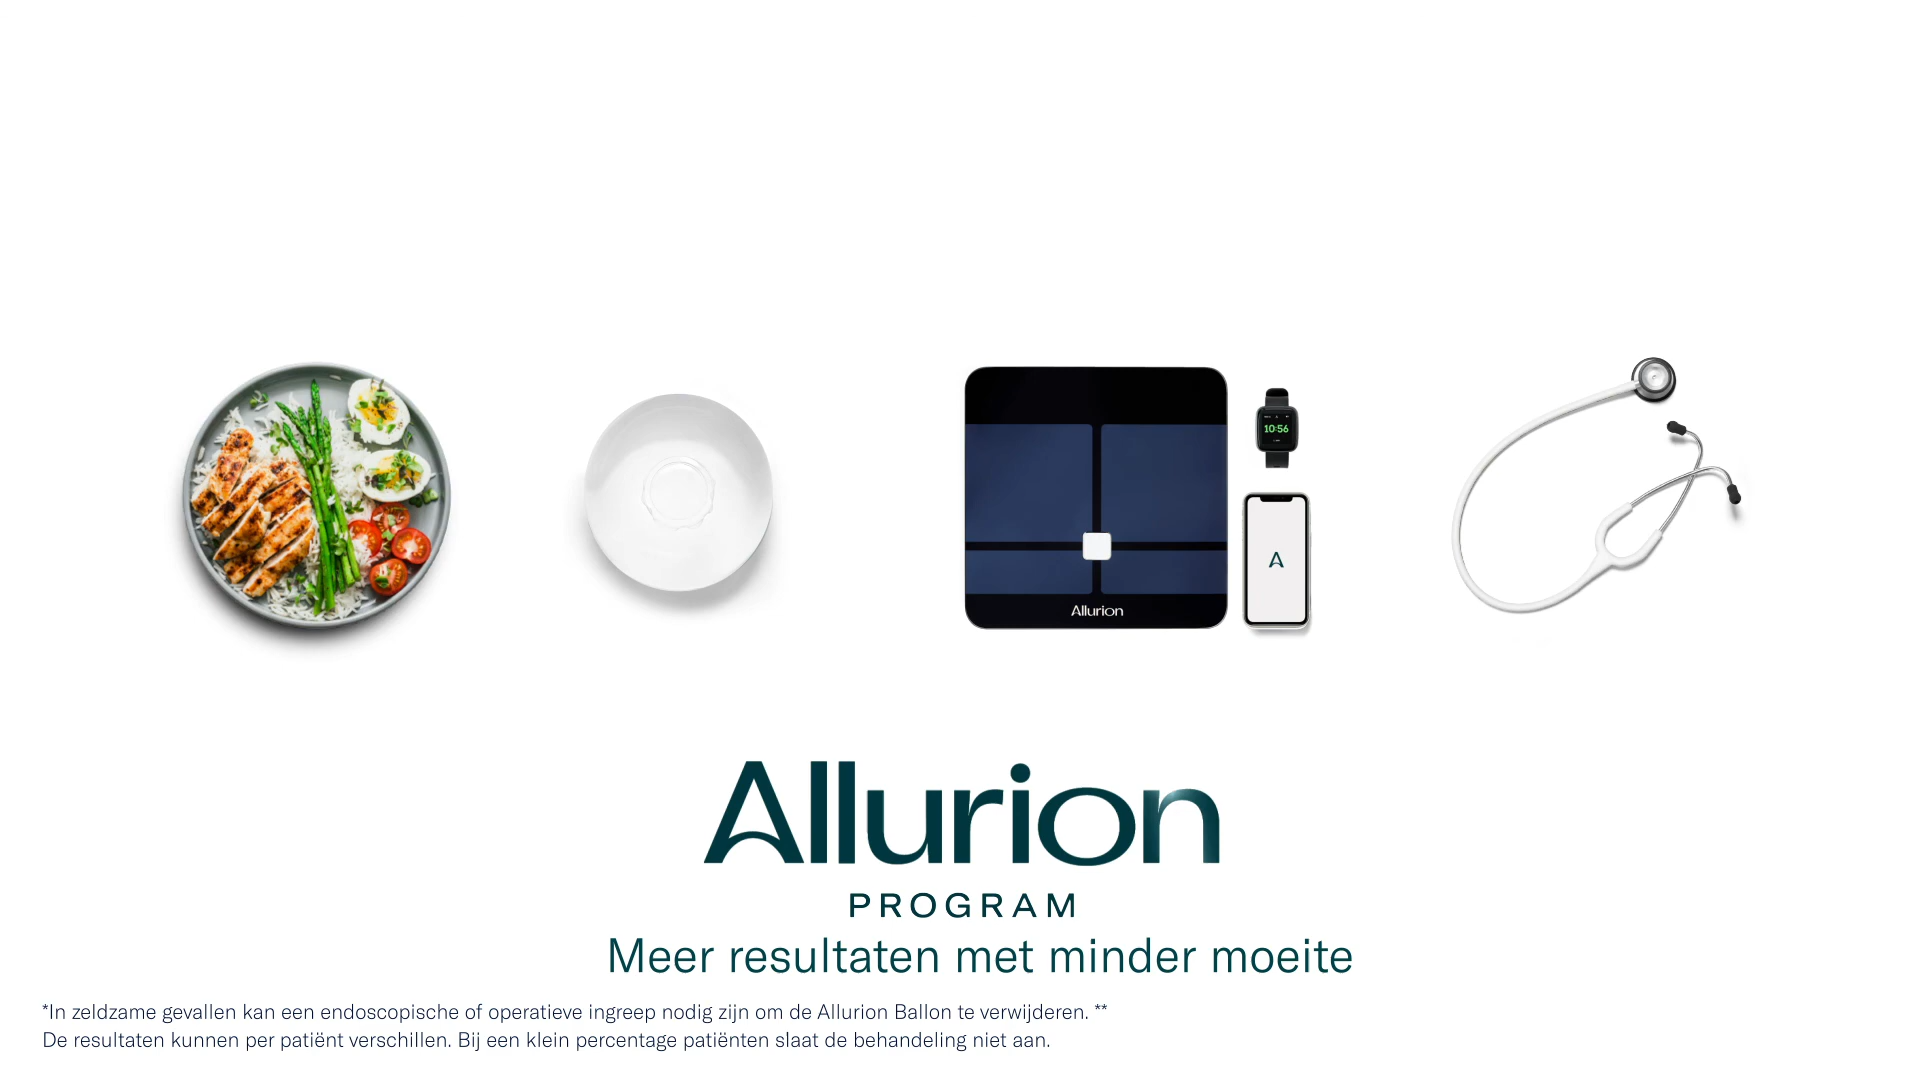 10:56
A
Allurion
Allurion
PROGRAM
Meer resultaten met minder moeite
*In zeldzame gevallen kan een endoscopische of operatieve ingreep nodig zijn om de Allurion Ballon te verwijderen. **
De resultaten kunnen per patiënt verschillen. Bij een klein percentage patiënten slaat de behandeling niet aan.